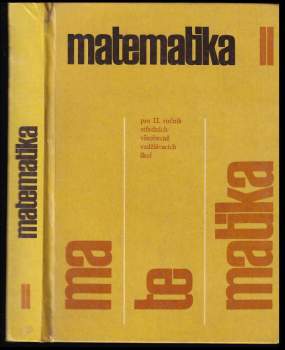 matematika II
matematika II
pro II. ročník
středních
všeobecně
vzdělávacích
škol
ma
te
matika